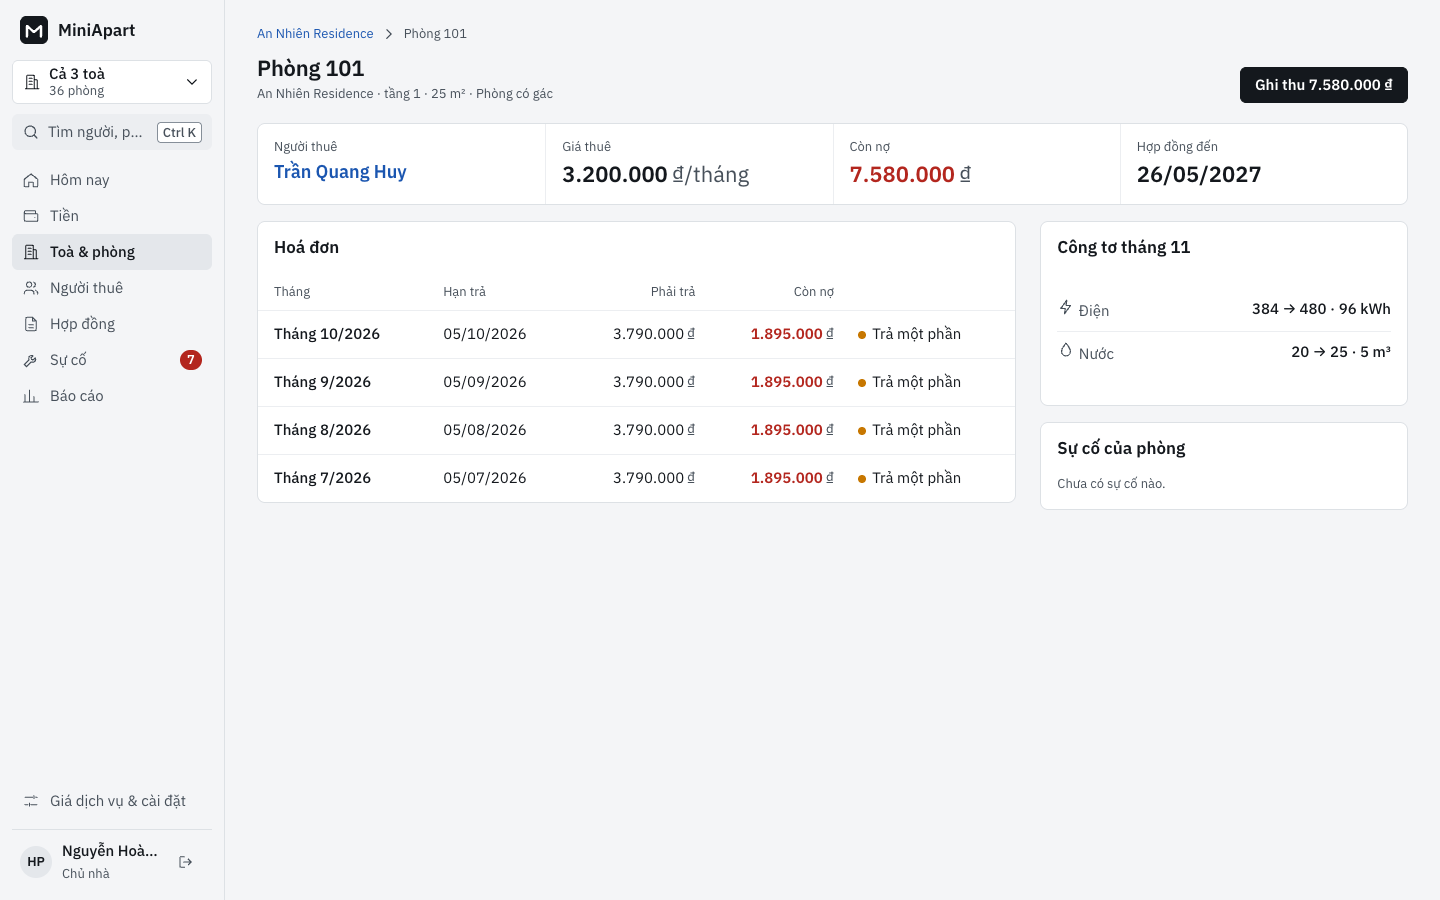 MiniApart
Cả 3 toà
36 phòng
Tìm người, p... Ctrl K
Hôm nay
Tiền
Toà & phòng
Người thuê
Hợp đồng
Sự cố 7
Báo cáo
Giá dịch vụ & cài đặt
HP
Nguyễn Hoà...
Chủ nhà
An Nhiên Residence > Phòng 101
Phòng 101
An Nhiên Residence · tầng 1 · 25 m² · Phòng có gác
Ghi thu 7.580.000 ₫
Người thuê
Trần Quang Huy
Giá thuê
3.200.000 ₫/tháng
Còn nợ
7.580.000 ₫
Hợp đồng đến
26/05/2027
Hoá đơn
Tháng Hạn trả Phải trả Còn nợ
Tháng 10/2026 05/10/2026 3.790.000 ₫ 1.895.000 ₫ Trả một phần
Tháng 9/2026 05/09/2026 3.790.000 ₫ 1.895.000 ₫ Trả một phần
Tháng 8/2026 05/08/2026 3.790.000 ₫ 1.895.000 ₫ Trả một phần
Tháng 7/2026 05/07/2026 3.790.000 ₫ 1.895.000 ₫ Trả một phần
Công tơ tháng 11
Điện 384 → 480 · 96 kWh
Nước 20 → 25 · 5 m³
Sự cố của phòng
Chưa có sự cố nào.